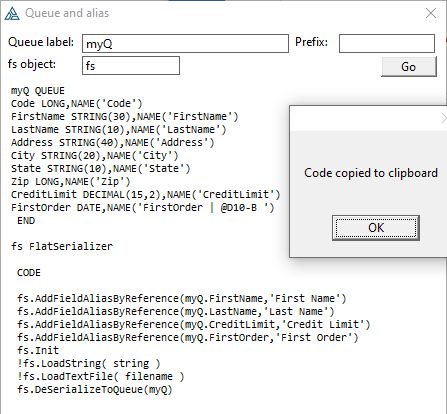 Queue and alias
Queue label: myQ Prefix:
fs object: fs Go
myQ QUEUE
Code LONG,NAME('Code')
FirstName STRING(30),NAME('FirstName')
LastName STRING(10),NAME('LastName')
Address STRING(40),NAME('Address')
City STRING(20),NAME('City')
State STRING(10),NAME('State')
Zip LONG,NAME('Zip')
CreditLimit DECIMAL(15,2),NAME('CreditLimit')
FirstOrder DATE,NAME('FirstOrder | @D10-B ')
END
Code copied to clipboard
OK
fs FlatSerializer
CODE
fs.AddFieldAliasByReference(myQ.FirstName,'First Name')
fs.AddFieldAliasByReference(myQ.LastName,'Last Name')
fs.AddFieldAliasByReference(myQ.CreditLimit,'Credit Limit')
fs.AddFieldAliasByReference(myQ.FirstOrder,'First Order')
fs.Init
!fs.LoadString( string )
!fs.LoadTextFile( filename )
fs.DeSerializeToQueue(myQ)